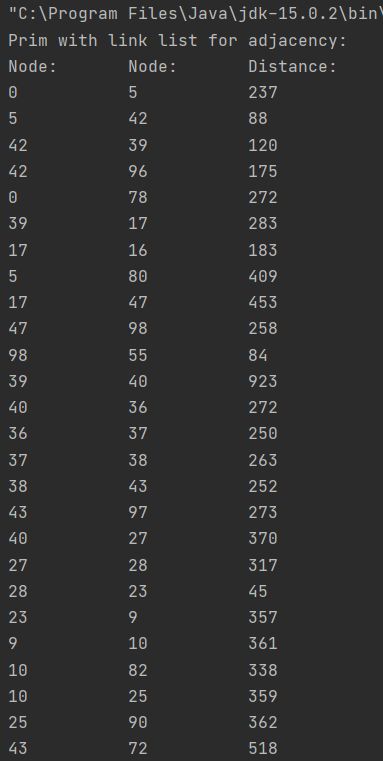 "C:\Program Files\Java\jdk-15.0.2\bin\
Prim with link list for adjacency:
Node: Node: Distance:
0 5 237
5 42 88
42 39 120
42 96 175
0 78 272
39 17 283
17 16 183
5 80 409
17 47 453
47 98 258
98 55 84
39 40 923
40 36 272
36 37 250
37 38 263
38 43 252
43 97 273
40 27 370
27 28 317
28 23 45
23 9 357
9 10 361
10 82 338
10 25 359
25 90 362
43 72 518